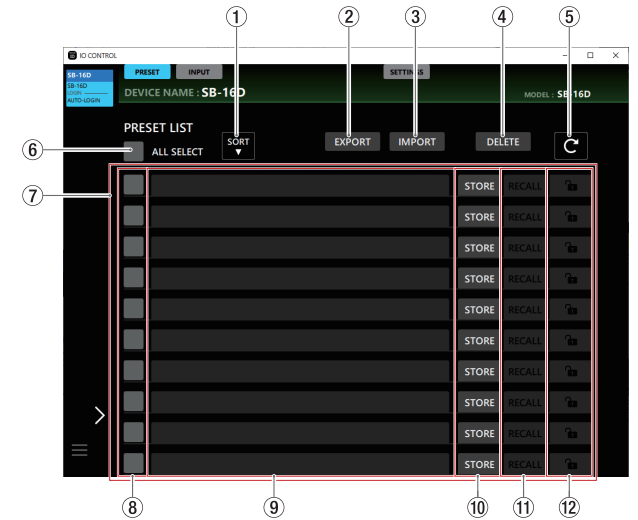 ① ② ③ ④ ⑤
IO CONTROL
SB-16D
SB-16D
LOGIN
AUTO-LOGIN
PRESET INPUT SETTINGS
DEVICE NAME : SB-16D MODEL : SB-16D
PRESET LIST
⑥ ALL SELECT SORT ▼ EXPORT IMPORT DELETE
⑦
STORE RECALL
STORE RECALL
STORE RECALL
STORE RECALL
STORE RECALL
STORE RECALL
STORE RECALL
STORE RECALL
STORE RECALL
STORE RECALL
⑧ ⑨ ⑩ ⑪ ⑫